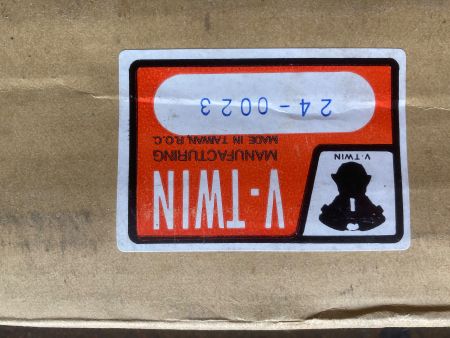 V-TWIN
V-TWIN
MANUFACTURING
MADE IN TAIWAN, R.O.C.
24-0023